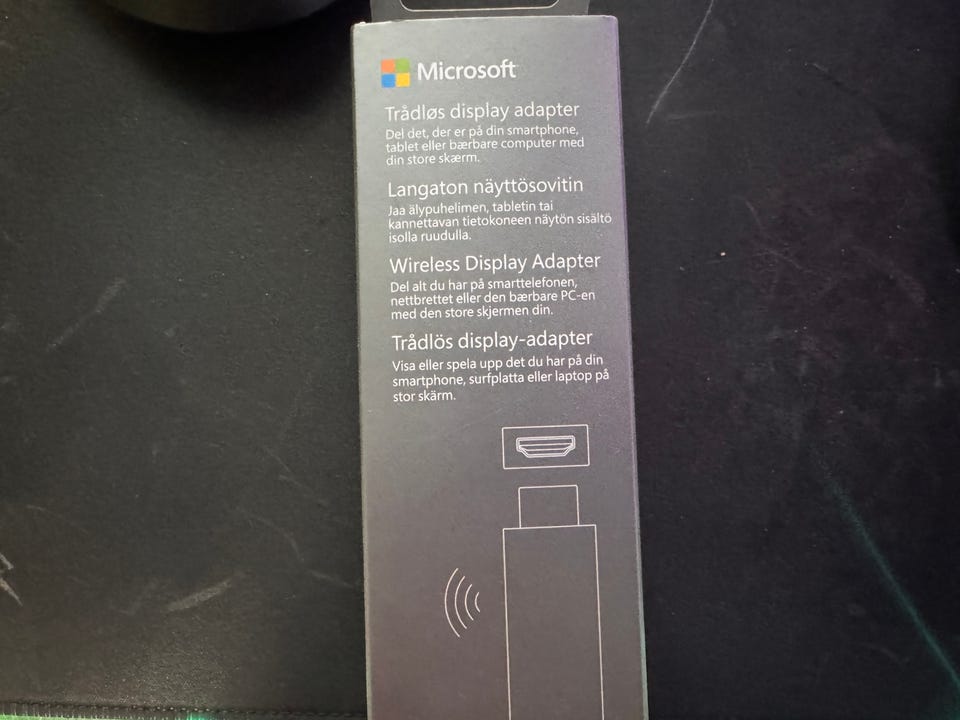 Microsoft
Trådløs display adapter
Del det, der er på din smartphone,
tablet eller bærbare computer med
din store skærm.
Langaton näyttösovitin
Jaa älypuhelimen, tabletin tai
kannettavan tietokoneen näytön sisältö
isolla ruudulla.
Wireless Display Adapter
Del alt du har på smarttelefonen,
nettbrettet eller den bærbare PC-en
med den store skjermen din.
Trådlös display-adapter
Visa eller spela upp det du har på din
smartphone, surfplatta eller laptop på
stor skärm.